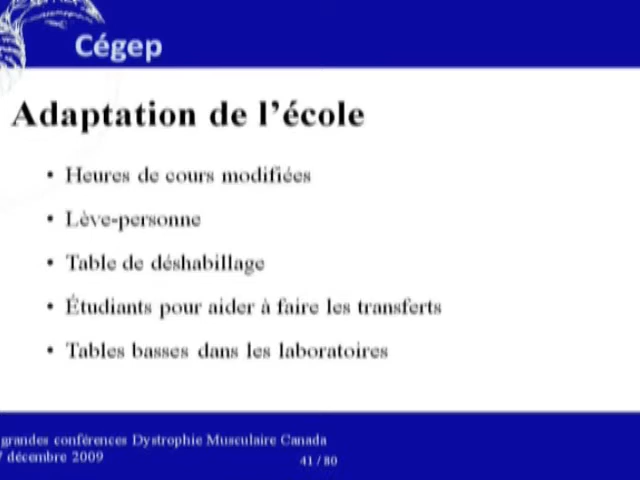 Cégep
Adaptation de l’école
• Heures de cours modifiées
• Lève-personne
• Table de déshabillage
• Étudiants pour aider à faire les transferts
• Tables basses dans les laboratoires
grandes conférences Dystrophie Musculaire Canada
décembre 2009
41 / 80